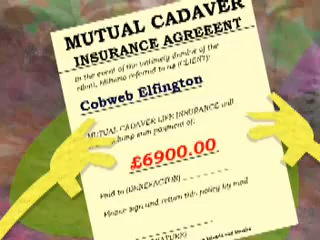 MUTUAL CADAVER
INSURANCE AGREEENT
In the event of the untimely demise of the
referred to as (CLIENT)
Cobweb Elfington
MUTUAL CADAVER LIFE INSURANCE will
lump sum payment of:
£6900.00
Paid to (BENEFACTOR)
Please sign and return this policy by mail